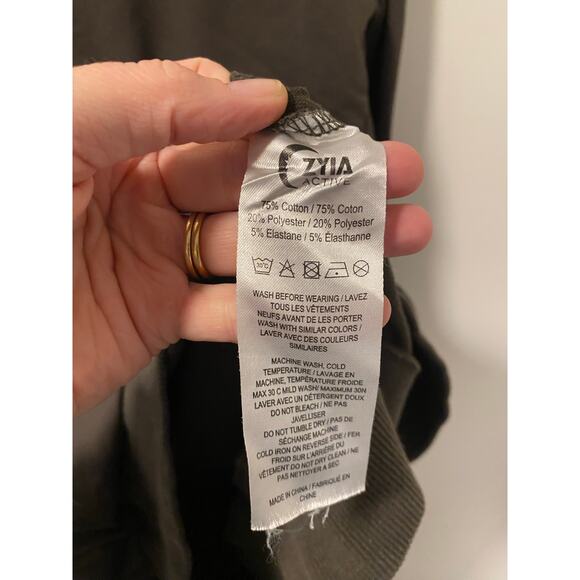 ZYIA
ACTIVE
75% Cotton / 75% Coton
20% Polyester / 20% Polyester
5% Elastane / 5% Élasthanne
30°C
WASH BEFORE WEARING / LAVEZ
TOUS LES VÊTEMENTS
NEUFS AVANT DE LES PORTER
WASH WITH SIMILAR COLORS /
LAVER AVEC DES COULEURS
SIMILAIRES
MACHINE WASH, COLD
TEMPERATURE / LAVAGE EN
MACHINE, TEMPÉRATURE FROIDE
MAX 30 C MILD WASH/ MAXIMUM 30N
LAVER AVEC UN DÉTERGENT DOUX
DO NOT BLEACH / NE PAS
JAVELLISER
DO NOT TUMBLE DRY / PAS DE
SÉCHAGE MACHINE
COLD IRON ON REVERSE SIDE / FER
FROID SUR L'ARRIÈRE DU
VÊTEMENT DO NOT DRY CLEAN / NE
PAS NETTOYER A SEC
MADE IN CHINA / FABRIQUÉ EN
CHINE